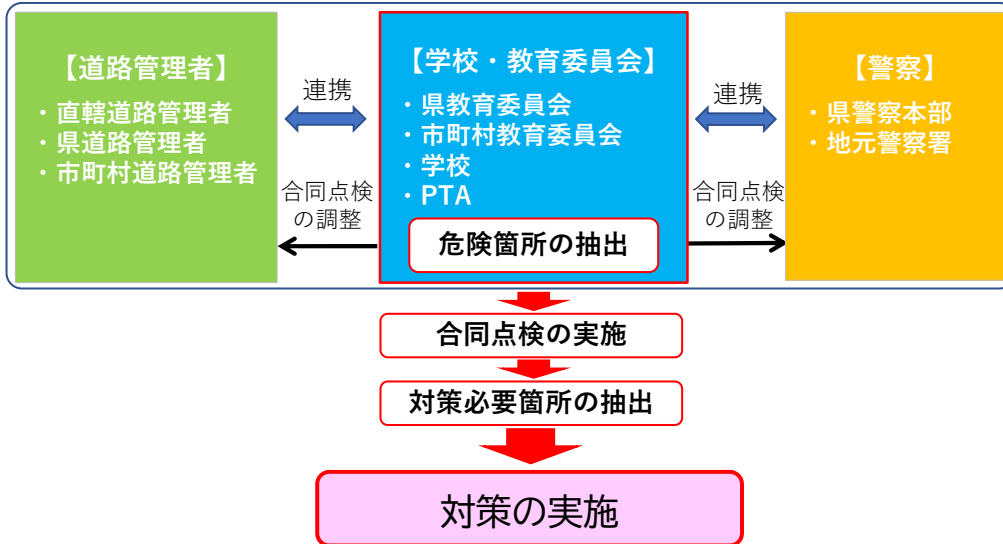 【道路管理者】
・直轄道路管理者
・県道路管理者
・市町村道路管理者
連携
合同点検
の調整
【学校・教育委員会】
・県教育委員会
・市町村教育委員会
・学校
・PTA
危険箇所の抽出
連携
合同点検
の調整
【警察】
・県警察本部
・地元警察署
合同点検の実施
対策必要箇所の抽出
対策の実施